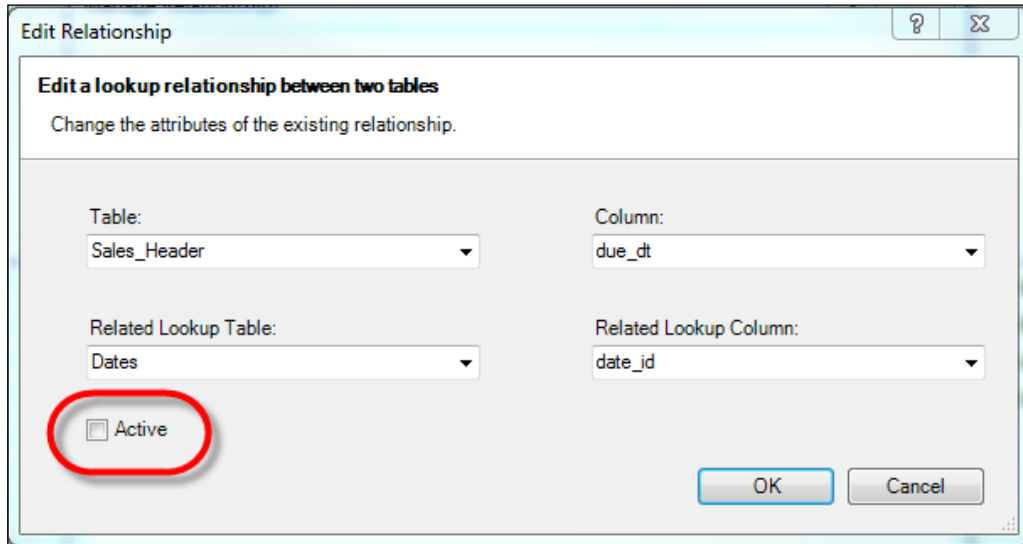 Edit Relationship
Edit a lookup relationship between two tables
Change the attributes of the existing relationship.
Table:
Column:
Sales_Header
due_dt
Related Lookup Table:
Related Lookup Column:
Dates
date_id
Active
OK
Cancel